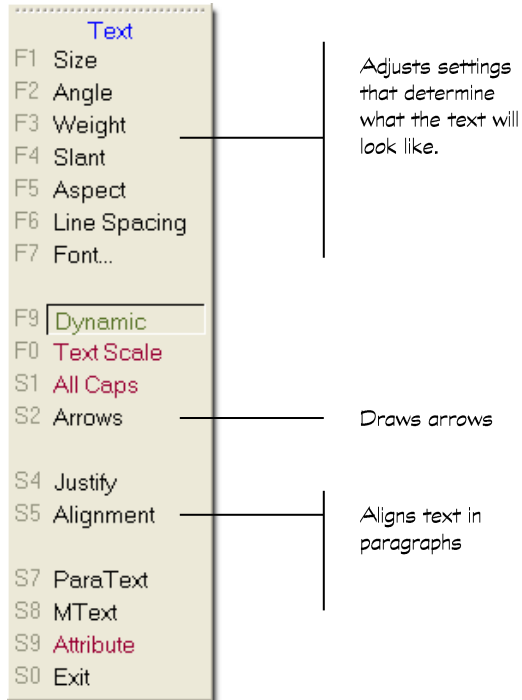 Text
F1 Size
F2 Angle
F3 Weight
F4 Slant
F5 Aspect
F6 Line Spacing
F7 Font...
F9 Dynamic
F0 Text Scale
S1 All Caps
S2 Arrows
S4 Justify
S5 Alignment
S7 ParaText
S8 MText
S9 Attribute
S0 Exit
Adjusts settings
that determine
what the text will
look like.
Draws arrows
Aligns text in
paragraphs